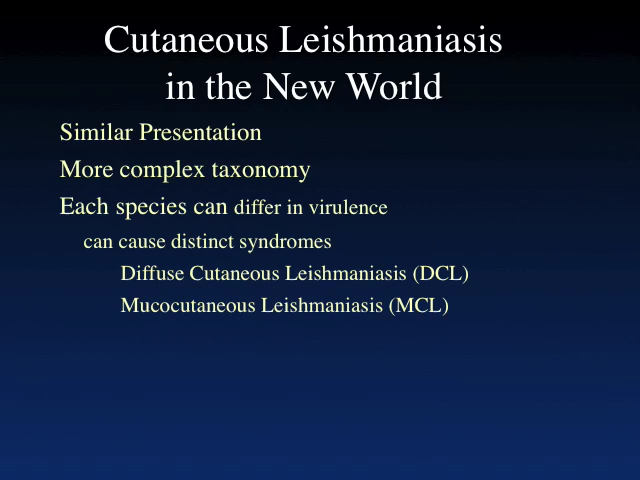 Cutaneous Leishmaniasis
in the New World
Similar Presentation
More complex taxonomy
Each species can differ in virulence
can cause distinct syndromes
Diffuse Cutaneous Leishmaniasis (DCL)
Mucocutaneous Leishmaniasis (MCL)